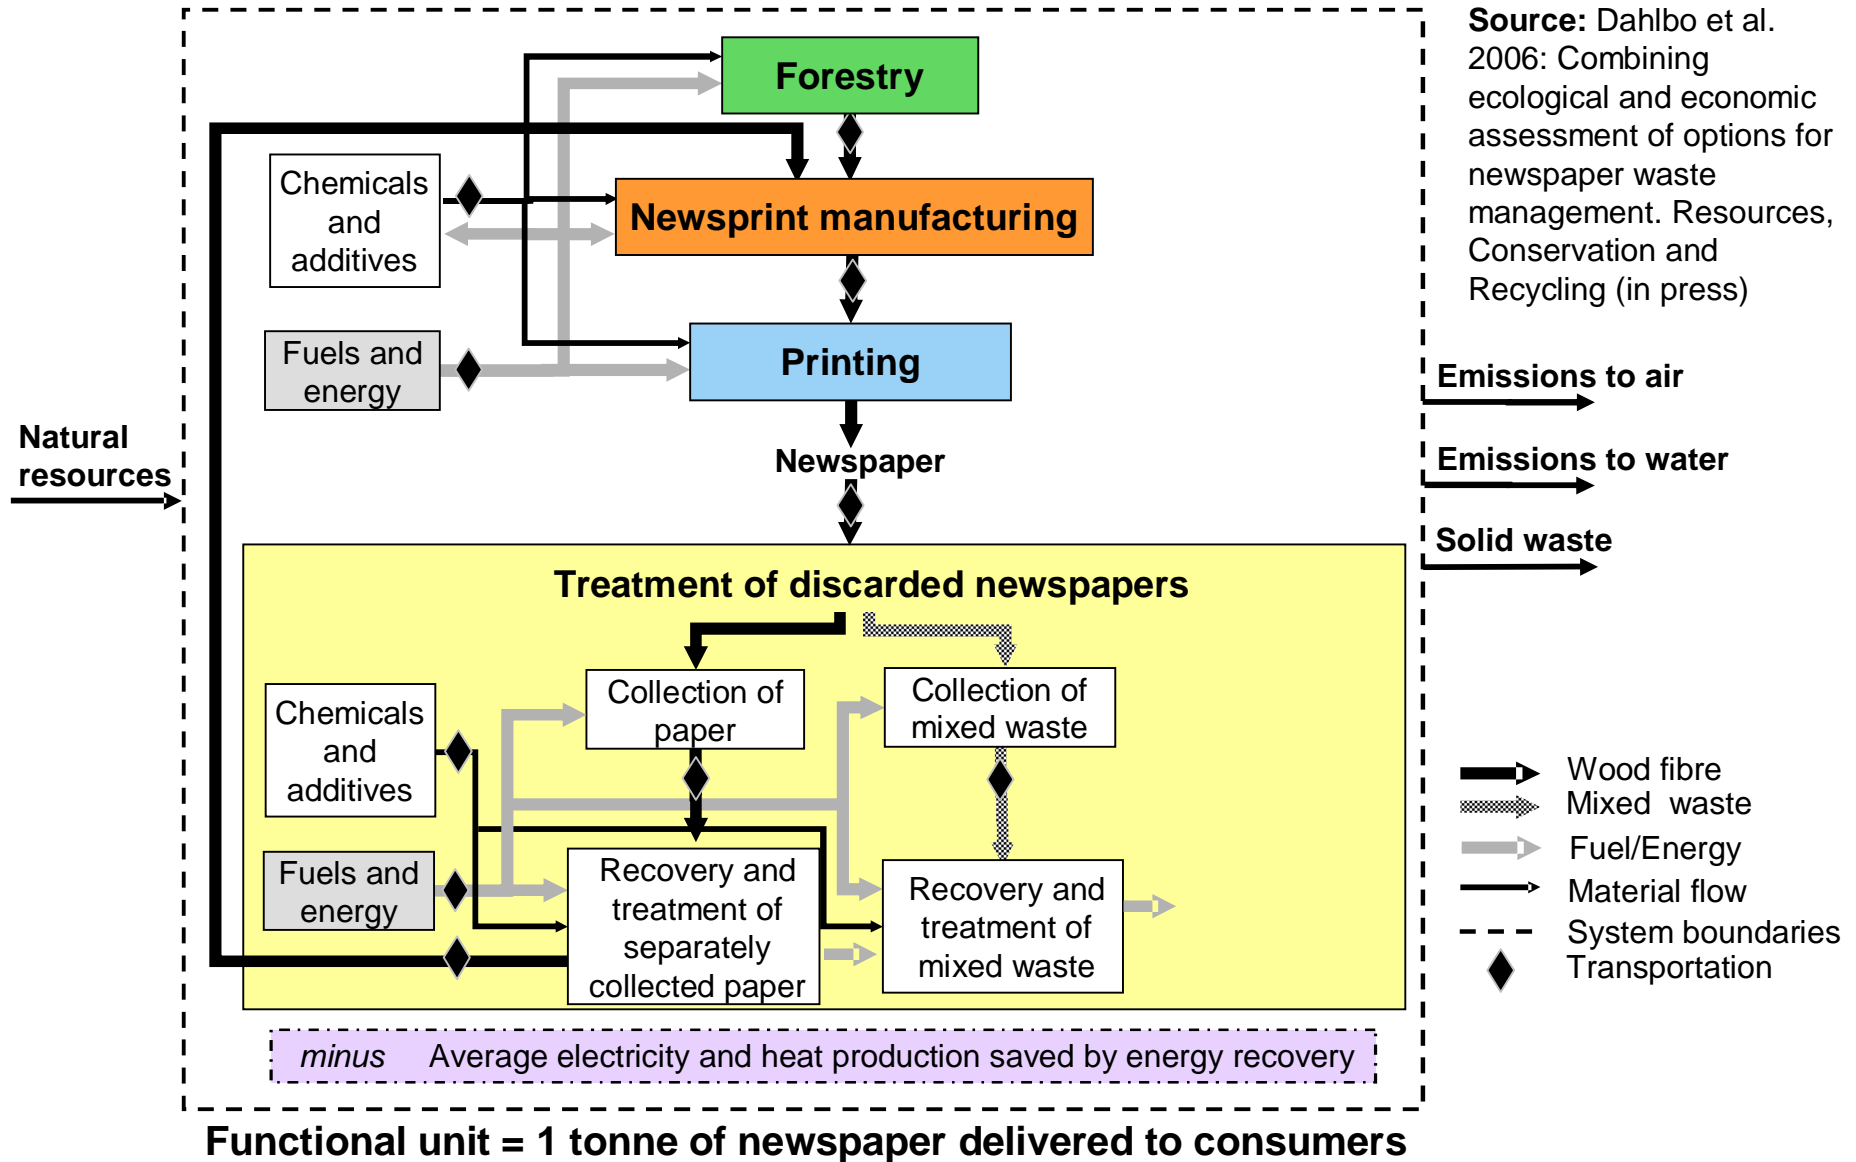 Source: Dahlbo et al.
2006: Combining
ecological and economic
assessment of options for
newspaper waste
management. Resources,
Conservation and
Recycling (in press)
Forestry
Chemicals
and
additives
Newsprint manufacturing
Fuels and
energy
Printing
Natural
resources
Newspaper
Emissions to air
Emissions to water
Solid waste
Treatment of discarded newspapers
Collection of
paper
Collection of
mixed waste
Chemicals
and
additives
Fuels and
energy
Recovery and
treatment of
separately
collected paper
Recovery and
treatment of
mixed waste
Wood fibre
Mixed waste
Fuel/Energy
Material flow
System boundaries
Transportation
minus Average electricity and heat production saved by energy recovery
Functional unit = 1 tonne of newspaper delivered to consumers